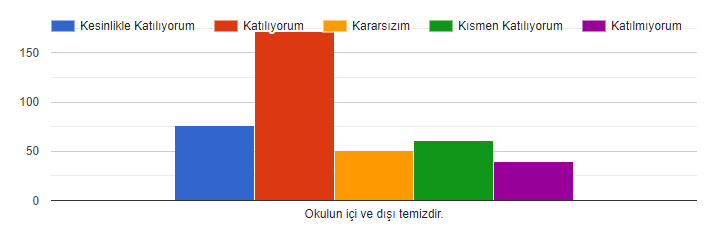 Kesinlikle Katılıyorum Katılıyorum Kararsızım Kısmen Katılıyorum Katılmıyorum
150
100
50
0
Okulun içi ve dışı temizdir.